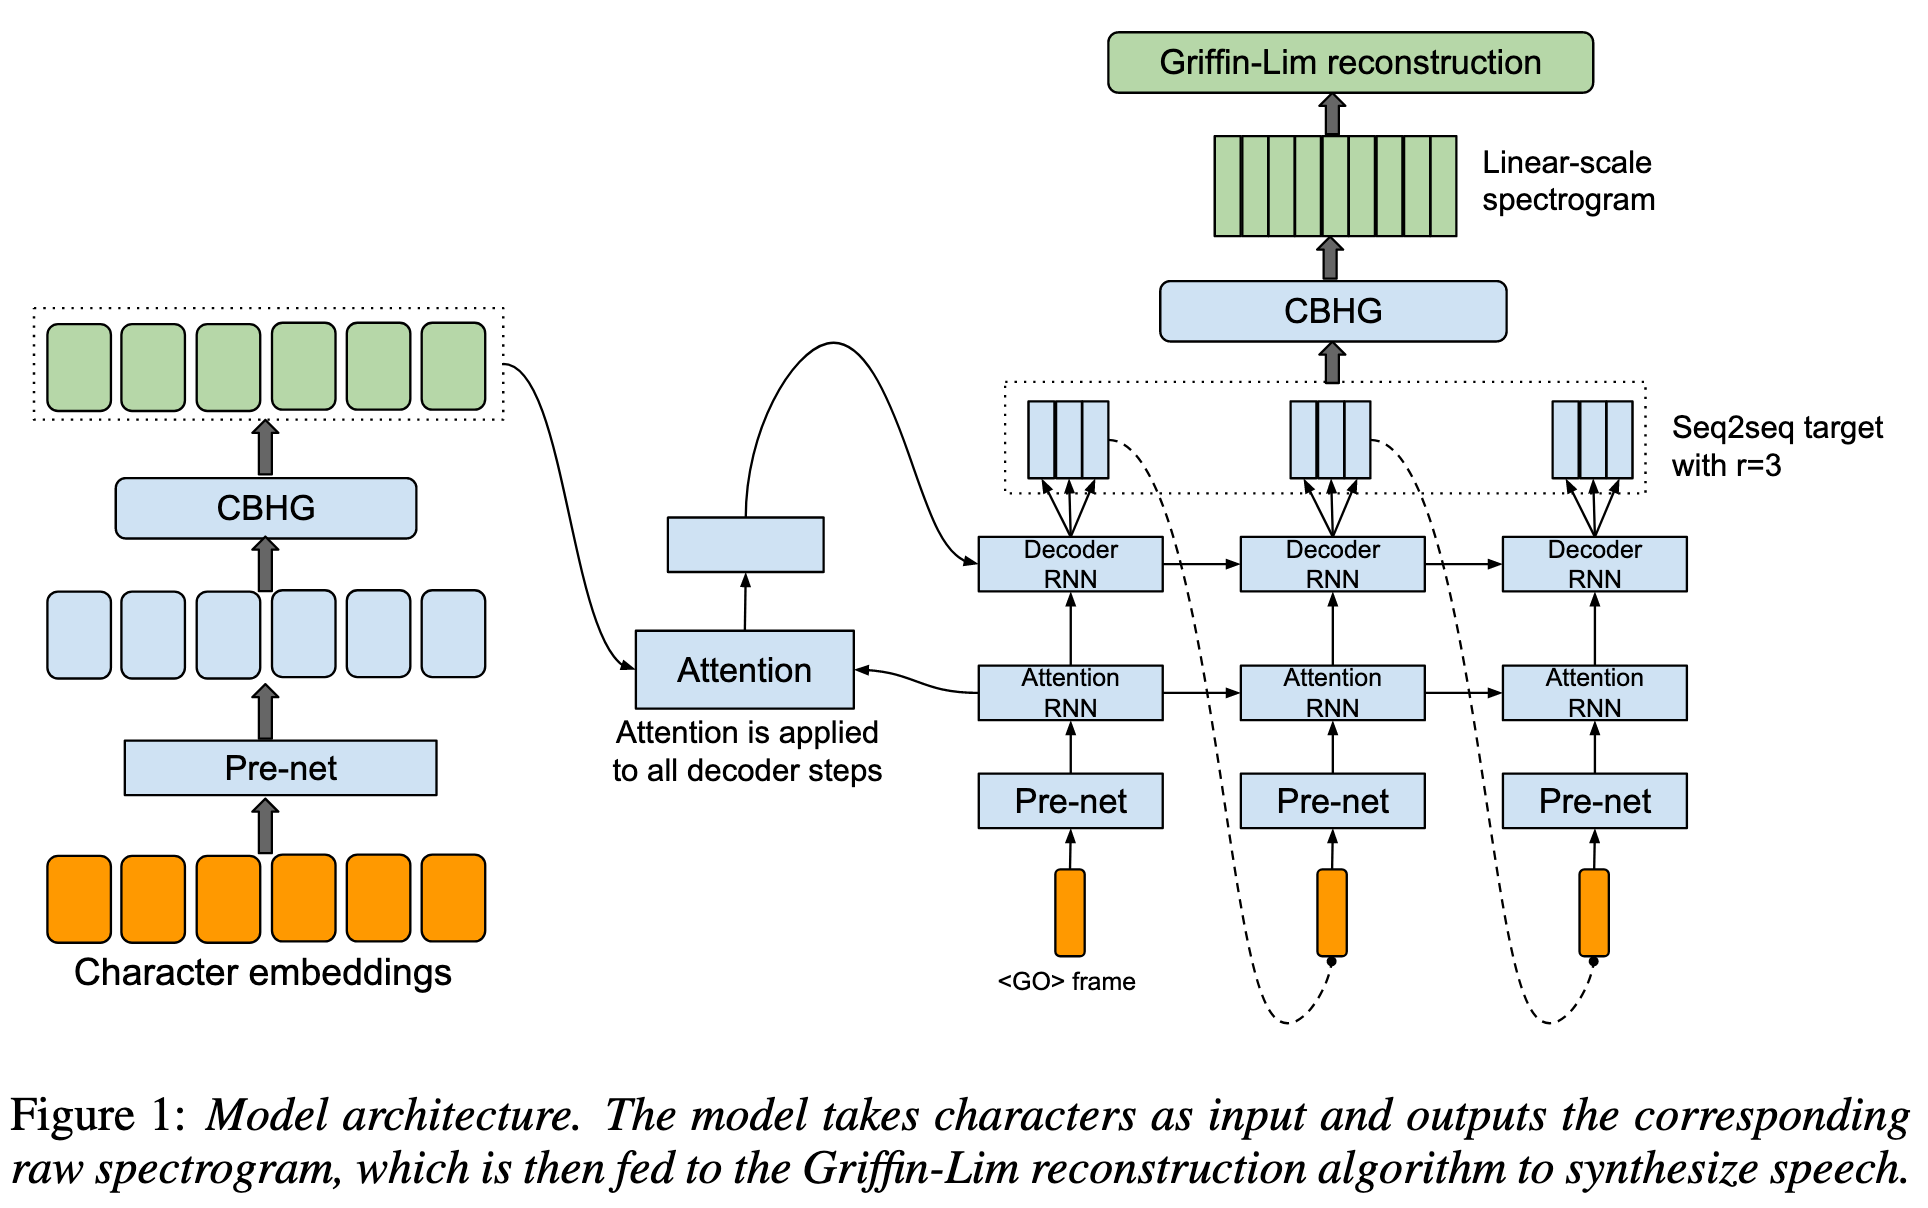 Griffin-Lim reconstruction
Linear-scale
spectrogram
CBHG
Seq2seq target
with r=3
CBHG
Decoder
RNN
Decoder
RNN
Decoder
RNN
Attention
Attention is applied
to all decoder steps
Attention
RNN
Attention
RNN
Attention
RNN
Pre-net
Pre-net
Pre-net
Pre-net
Character embeddings
<GO> frame
Figure 1: Model architecture. The model takes characters as input and outputs the corresponding
raw spectrogram, which is then fed to the Griffin-Lim reconstruction algorithm to synthesize speech.